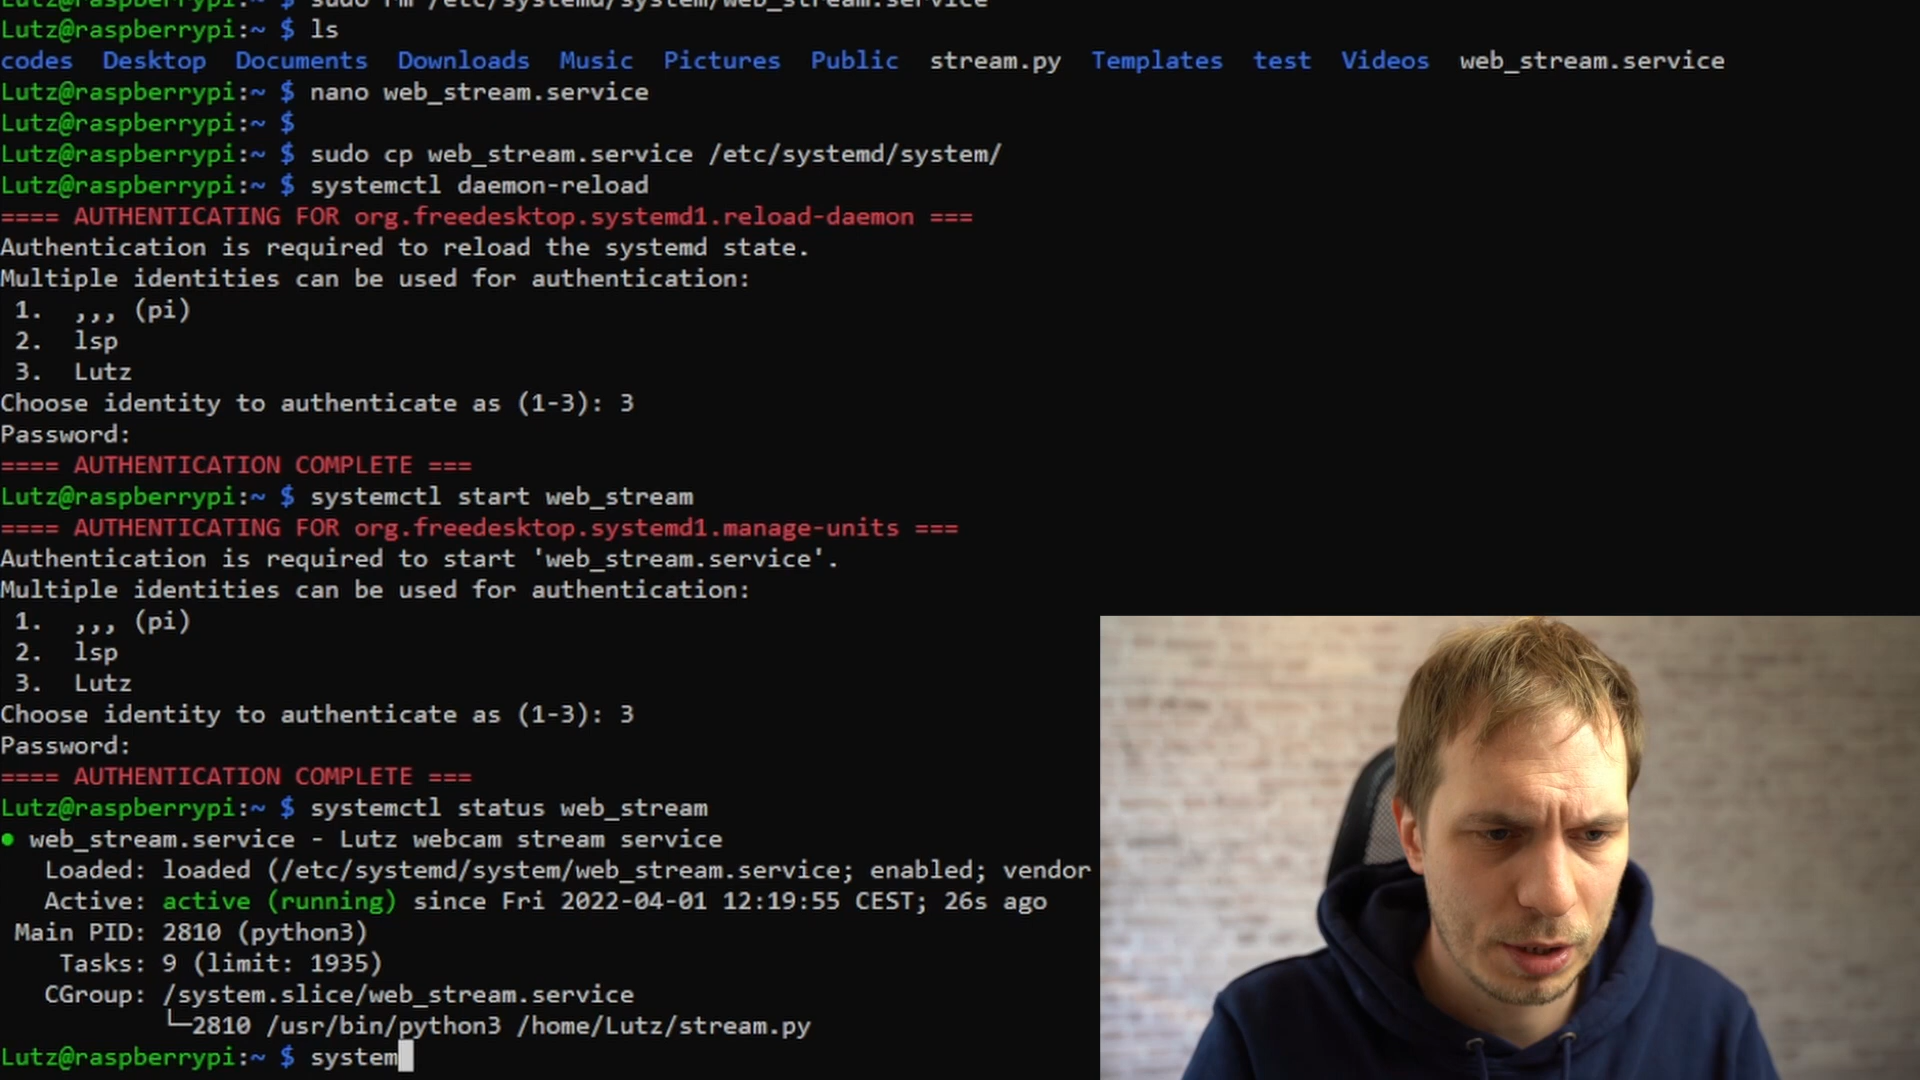 Lutz@raspberrypi:~ $ sudo rm /etc/systemd/system/web_stream.service
Lutz@raspberrypi:~ $ ls
codes  Desktop  Documents  Downloads  Music  Pictures  Public  stream.py  Templates  test  Videos  web_stream.service
Lutz@raspberrypi:~ $ nano web_stream.service
Lutz@raspberrypi:~ $
Lutz@raspberrypi:~ $ sudo cp web_stream.service /etc/systemd/system/
Lutz@raspberrypi:~ $ systemctl daemon-reload
==== AUTHENTICATING FOR org.freedesktop.systemd1.reload-daemon ===
Authentication is required to reload the systemd state.
Multiple identities can be used for authentication:
 1.  ,,, (pi)
 2.  lsp
 3.  Lutz
Choose identity to authenticate as (1-3): 3
Password:
==== AUTHENTICATION COMPLETE ===
Lutz@raspberrypi:~ $ systemctl start web_stream
==== AUTHENTICATING FOR org.freedesktop.systemd1.manage-units ===
Authentication is required to start 'web_stream.service'.
Multiple identities can be used for authentication:
 1.  ,,, (pi)
 2.  lsp
 3.  Lutz
Choose identity to authenticate as (1-3): 3
Password:
==== AUTHENTICATION COMPLETE ===
Lutz@raspberrypi:~ $ systemctl status web_stream
● web_stream.service - Lutz webcam stream service
   Loaded: loaded (/etc/systemd/system/web_stream.service; enabled; vendor
   Active: active (running) since Fri 2022-04-01 12:19:55 CEST; 26s ago
 Main PID: 2810 (python3)
    Tasks: 9 (limit: 1935)
   CGroup: /system.slice/web_stream.service
           └─2810 /usr/bin/python3 /home/Lutz/stream.py
Lutz@raspberrypi:~ $ system